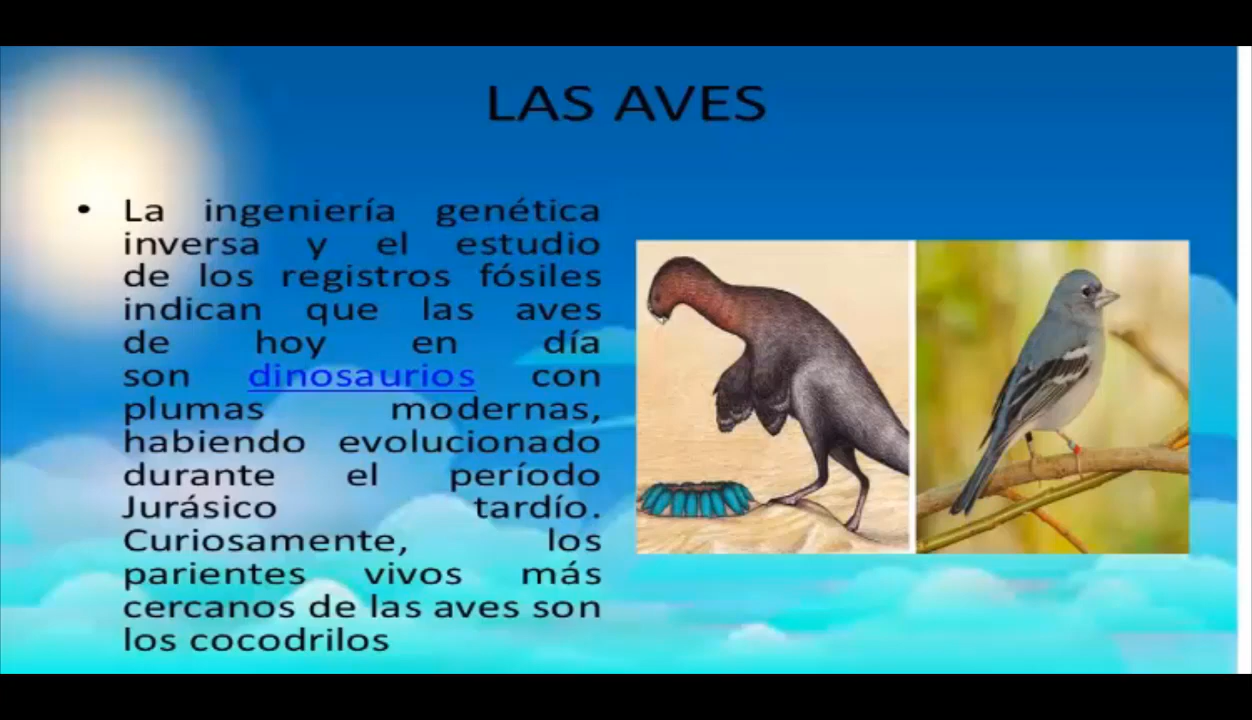 LAS AVES
• La ingeniería genética
inversa y el estudio
de los registros fósiles
indican que las aves
de hoy en día
son dinosaurios con
plumas modernas,
habiendo evolucionado
durante el período
Jurásico tardío.
Curiosamente, los
parientes vivos más
cercanos de las aves son
los cocodrilos